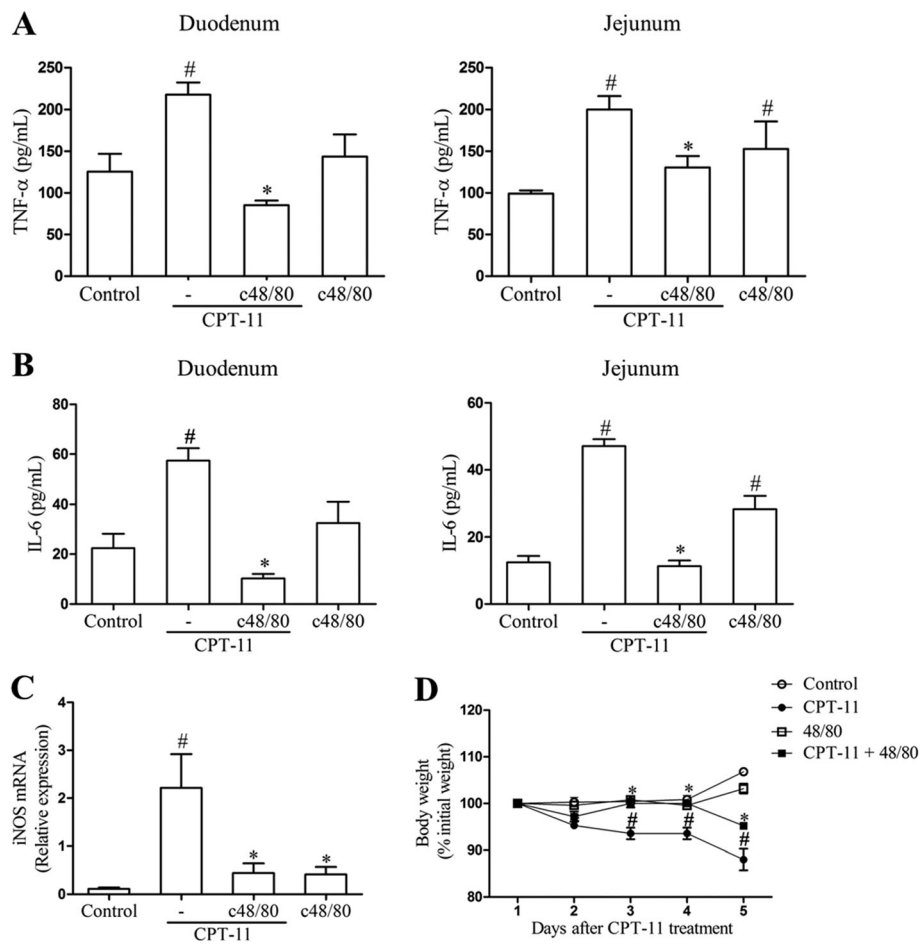 A
Duodenum
TNF-α (pg/mL)
250
200
150
100
50
0
#
*
Control
-
c48/80
c48/80
CPT-11
Jejunum
TNF-α (pg/mL)
250
200
150
100
50
0
#
*
#
Control
-
c48/80
c48/80
CPT-11
B
Duodenum
IL-6 (pg/mL)
80
60
40
20
0
#
*
Control
-
c48/80
c48/80
CPT-11
Jejunum
IL-6 (pg/mL)
60
40
20
0
#
*
#
Control
-
c48/80
c48/80
CPT-11
C
iNOS mRNA
(Relative expression)
4
3
2
1
0
#
*
*
Control
-
c48/80
c48/80
CPT-11
D
Control
CPT-11
48/80
CPT-11 + 48/80
Body weight
(% initial weight)
120
110
100
90
80
* *
# #
*
#
1 2 3 4 5
Days after CPT-11 treatment